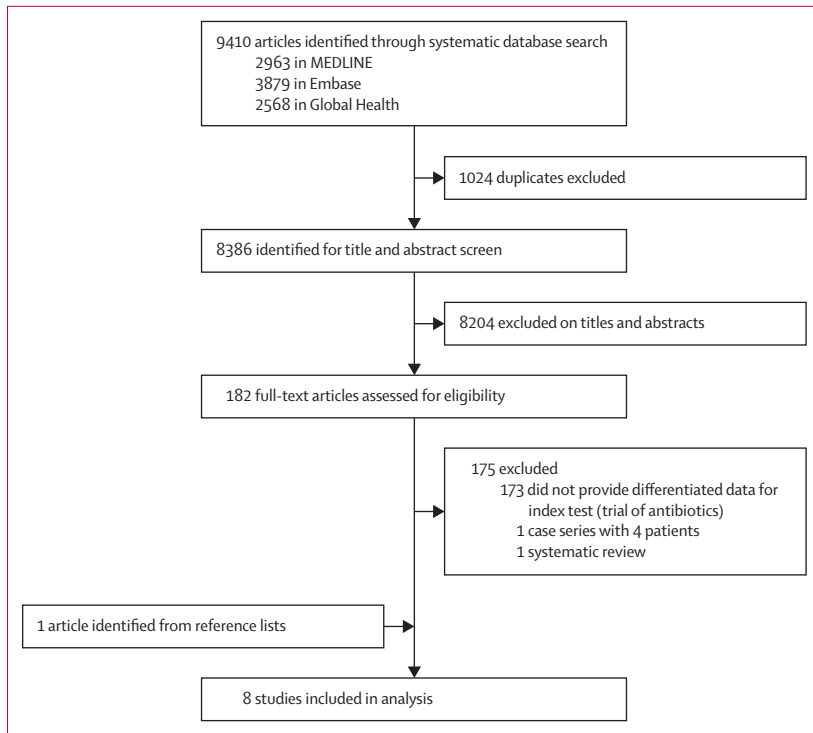 9410 articles identified through systematic database search
2963 in MEDLINE
3879 in Embase
2568 in Global Health
1024 duplicates excluded
8386 identified for title and abstract screen
8204 excluded on titles and abstracts
182 full-text articles assessed for eligibility
175 excluded
173 did not provide differentiated data for
index test (trial of antibiotics)
1 case series with 4 patients
1 systematic review
1 article identified from reference lists
8 studies included in analysis